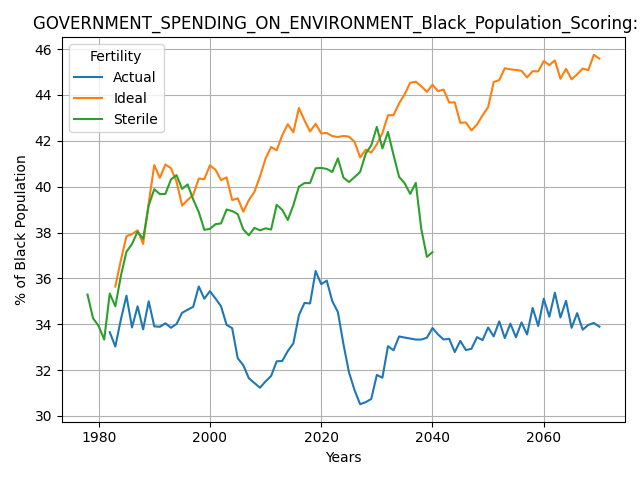 GOVERNMENT_SPENDING_ON_ENVIRONMENT_Black_Population_Scoring:
Fertility
Actual
Ideal
Sterile
% of Black Population
46
44
42
40
38
36
34
32
30
1980
2000
2020
2040
2060
Years